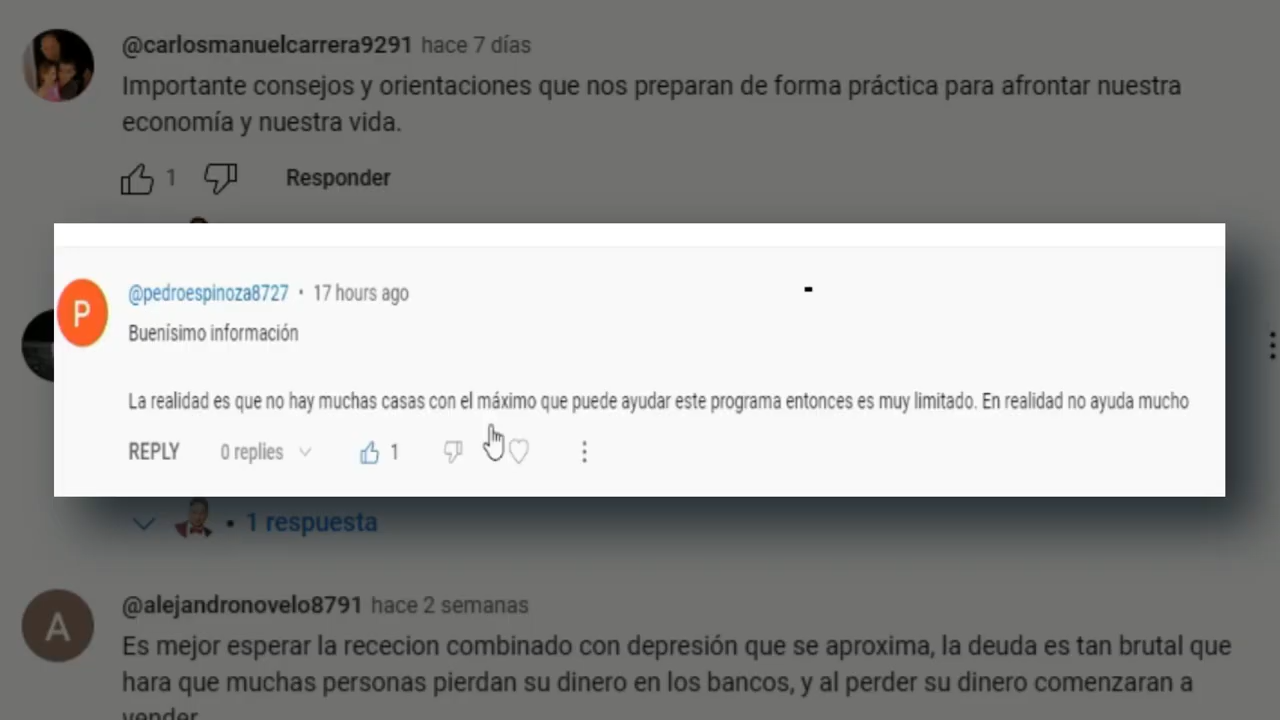 @carlosmanuelcarrera9291 hace 7 días
Importante consejos y orientaciones que nos preparan de forma práctica para afrontar nuestra
economía y nuestra vida.
1 Responder
P
@pedroespinoza8727 • 17 hours ago
Buenísimo información
La realidad es que no hay muchas casas con el máximo que puede ayudar este programa entonces es muy limitado. En realidad no ayuda mucho
REPLY 0 replies 1
• 1 respuesta
A
@alejandronovelo8791 hace 2 semanas
Es mejor esperar la rececion combinado con depresión que se aproxima, la deuda es tan brutal que
hara que muchas personas pierdan su dinero en los bancos, y al perder su dinero comenzaran a
vender